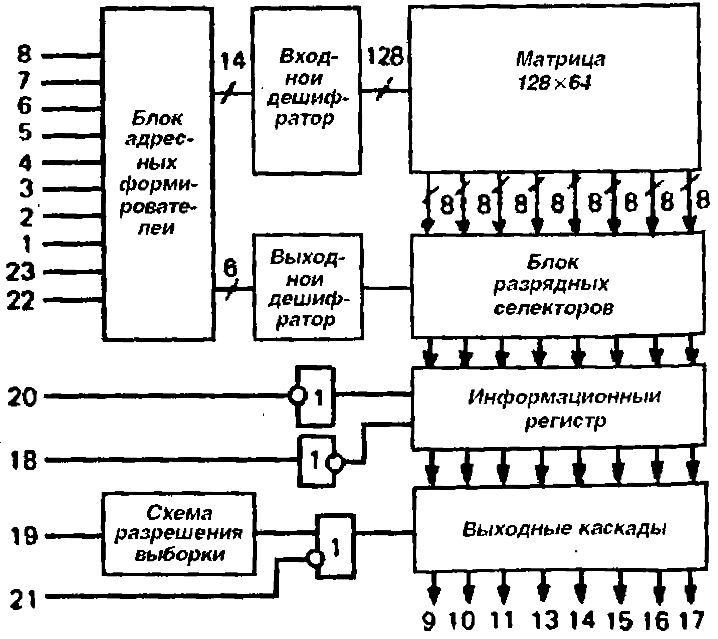 8
7
6
5
4
3
2
1
23
22
Блок
адрес-
ных
форми-
ровате-
леи
14
Вход-
нои
дешиф-
ратор
128
Матрица
128×64
8 8 8 8 8 8 8 8
6
Выход-
нои
дешиф-
ратор
Блок
разрядных
селекторов
20
1
Информационный
регистр
18
1
19
Схема
разрешения
выборки
1
Выходные каскады
21
9 10 11 13 14 15 16 17